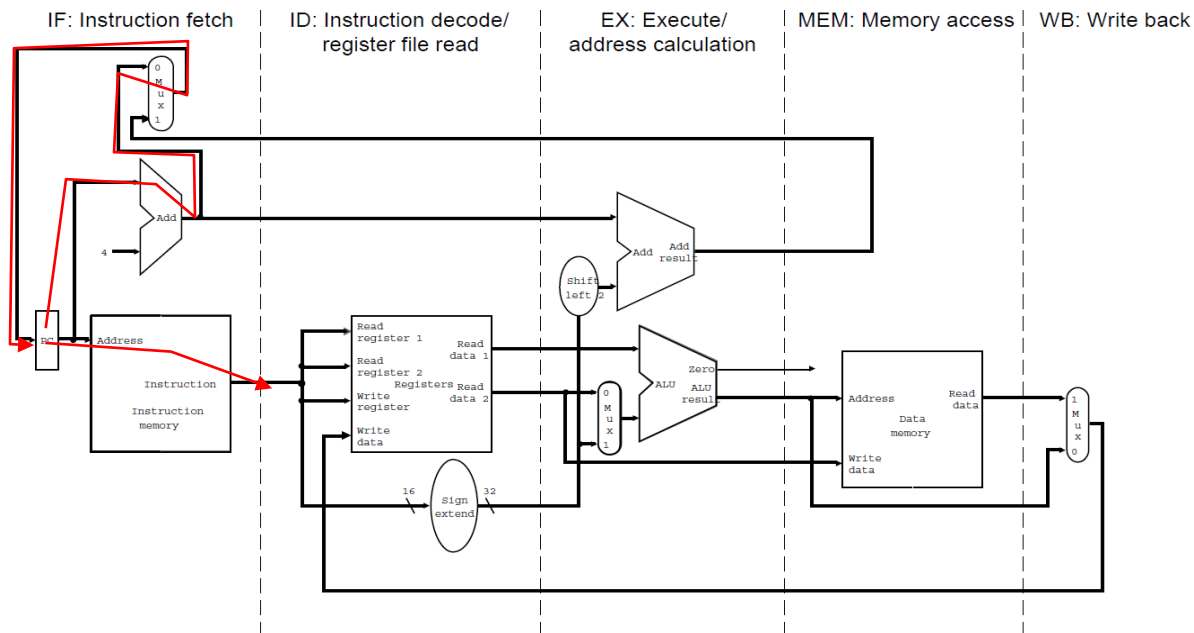 IF: Instruction fetch
ID: Instruction decode/
register file read
EX: Execute/
address calculation
MEM: Memory access
WB: Write back
0
M
u
x
1
Add
4
PC
Address
Instruction
Instruction
memory
Read
register 1
Read
register 2
Write
register
Write
data
Registers
Read
data 1
Read
data 2
16
Sign
extend
32
Shift
left 2
Add
Add
result
0
M
u
x
1
ALU
Zero
ALU
result
Address
Write
data
Data
memory
Read
data
1
M
u
x
0